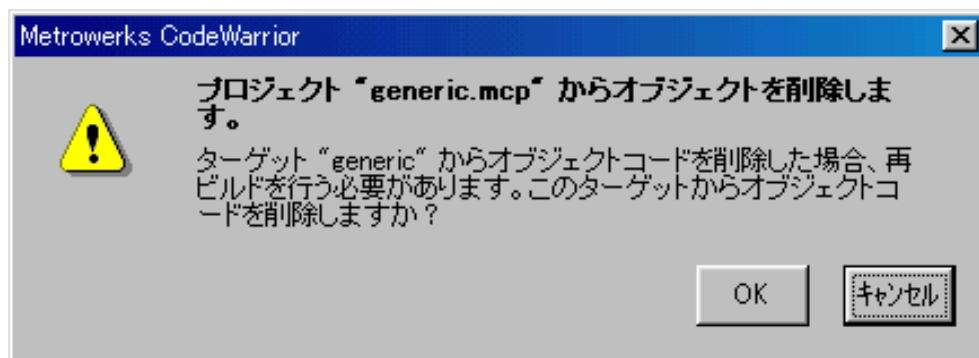 Metrowerks CodeWarrior
プロジェクト “generic.mcp“ からオブジェクトを削除しま
す。
ターゲット “generic“ からオブジェクトコードを削除した場合、再
ビルドを行う必要があります。このターゲットからオブジェクトコ
ードを削除しますか？
OK
キャンセル